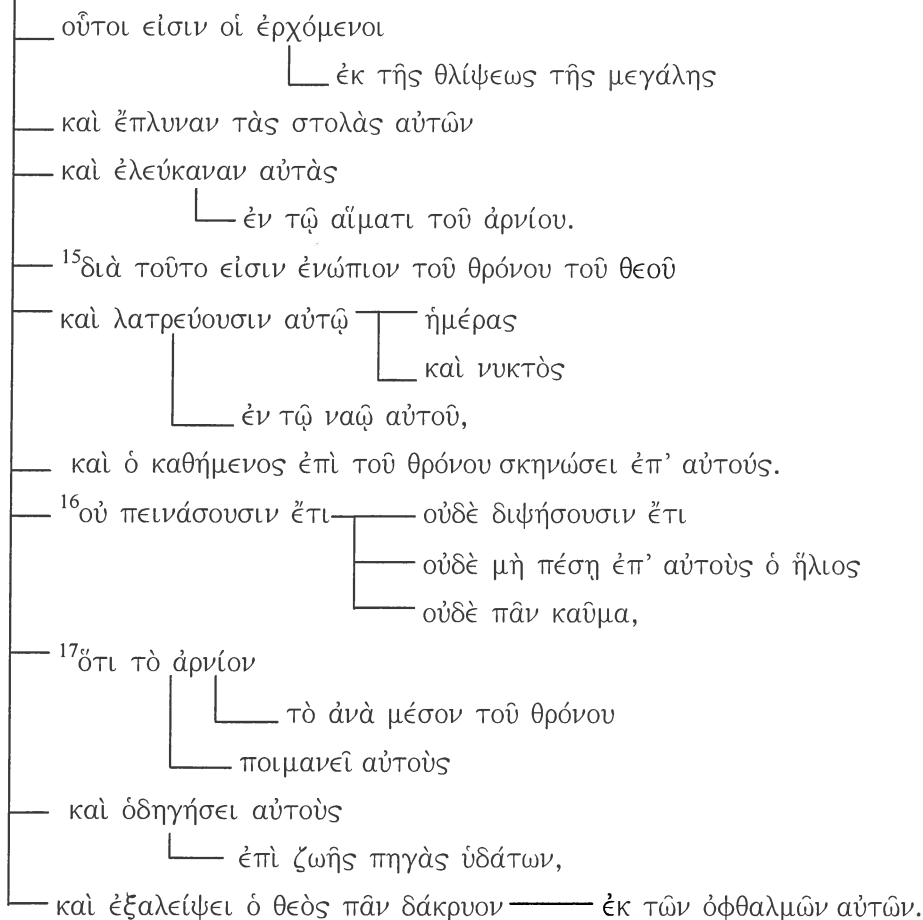 οὗτοι εἰσιν οἱ ἐρχόμενοι
ἐκ τῆς θλίψεως τῆς μεγάλης
καὶ ἔπλυναν τὰς στολὰς αὐτῶν
καὶ ἐλεύκαναν αὐτὰς
ἐν τῷ αἵματι τοῦ ἀρνίου.
15διὰ τοῦτο εἰσιν ἐνώπιον τοῦ θρόνου τοῦ θεοῦ
καὶ λατρεύουσιν αὐτῷ ἡμέρας
καὶ νυκτὸς
ἐν τῷ ναῷ αὐτοῦ,
καὶ ὁ καθήμενος ἐπὶ τοῦ θρόνου σκηνώσει ἐπ’ αὐτούς.
16οὐ πεινάσουσιν ἔτι οὐδὲ διψήσουσιν ἔτι
οὐδὲ μὴ πέσῃ ἐπ’ αὐτοὺς ὁ ἥλιος
οὐδὲ πᾶν καῦμα,
17ὅτι τὸ ἀρνίον
τὸ ἀνὰ μέσον τοῦ θρόνου
ποιμανεῖ αὐτοὺς
καὶ ὁδηγήσει αὐτοὺς
ἐπὶ ζωῆς πηγὰς ὑδάτων,
καὶ ἐξαλείψει ὁ θεὸς πᾶν δάκρυον ἐκ τῶν ὀφθαλμῶν αὐτῶν.